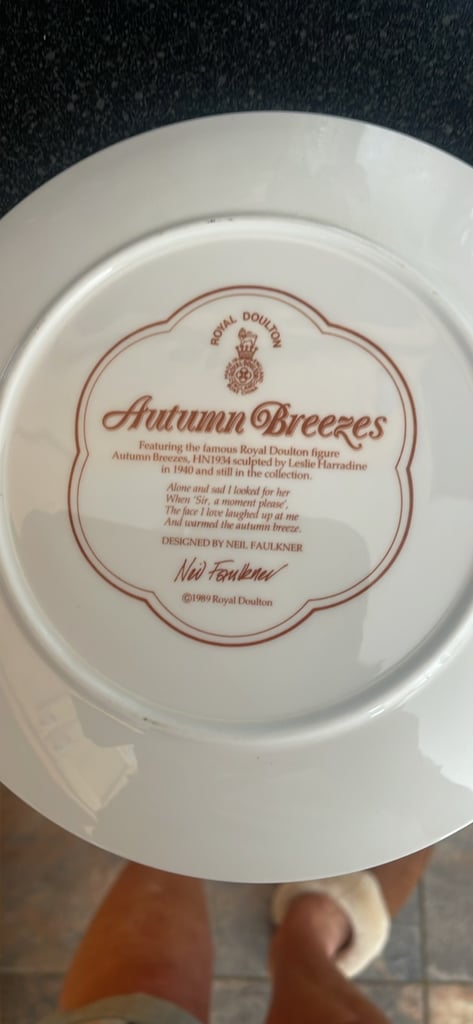 ROYAL DOULTON
Autumn Breezes
Featuring the famous Royal Doulton figure
Autumn Breezes, HN1934 sculpted by Leslie Harradine
in 1940 and still in the collection.
Alone and sad I looked for her
When 'Sir, a moment please',
The face I love laughed up at me
And warmed the autumn breeze.
DESIGNED BY NEIL FAULKNER
Neil Faulkner
©1989 Royal Doulton